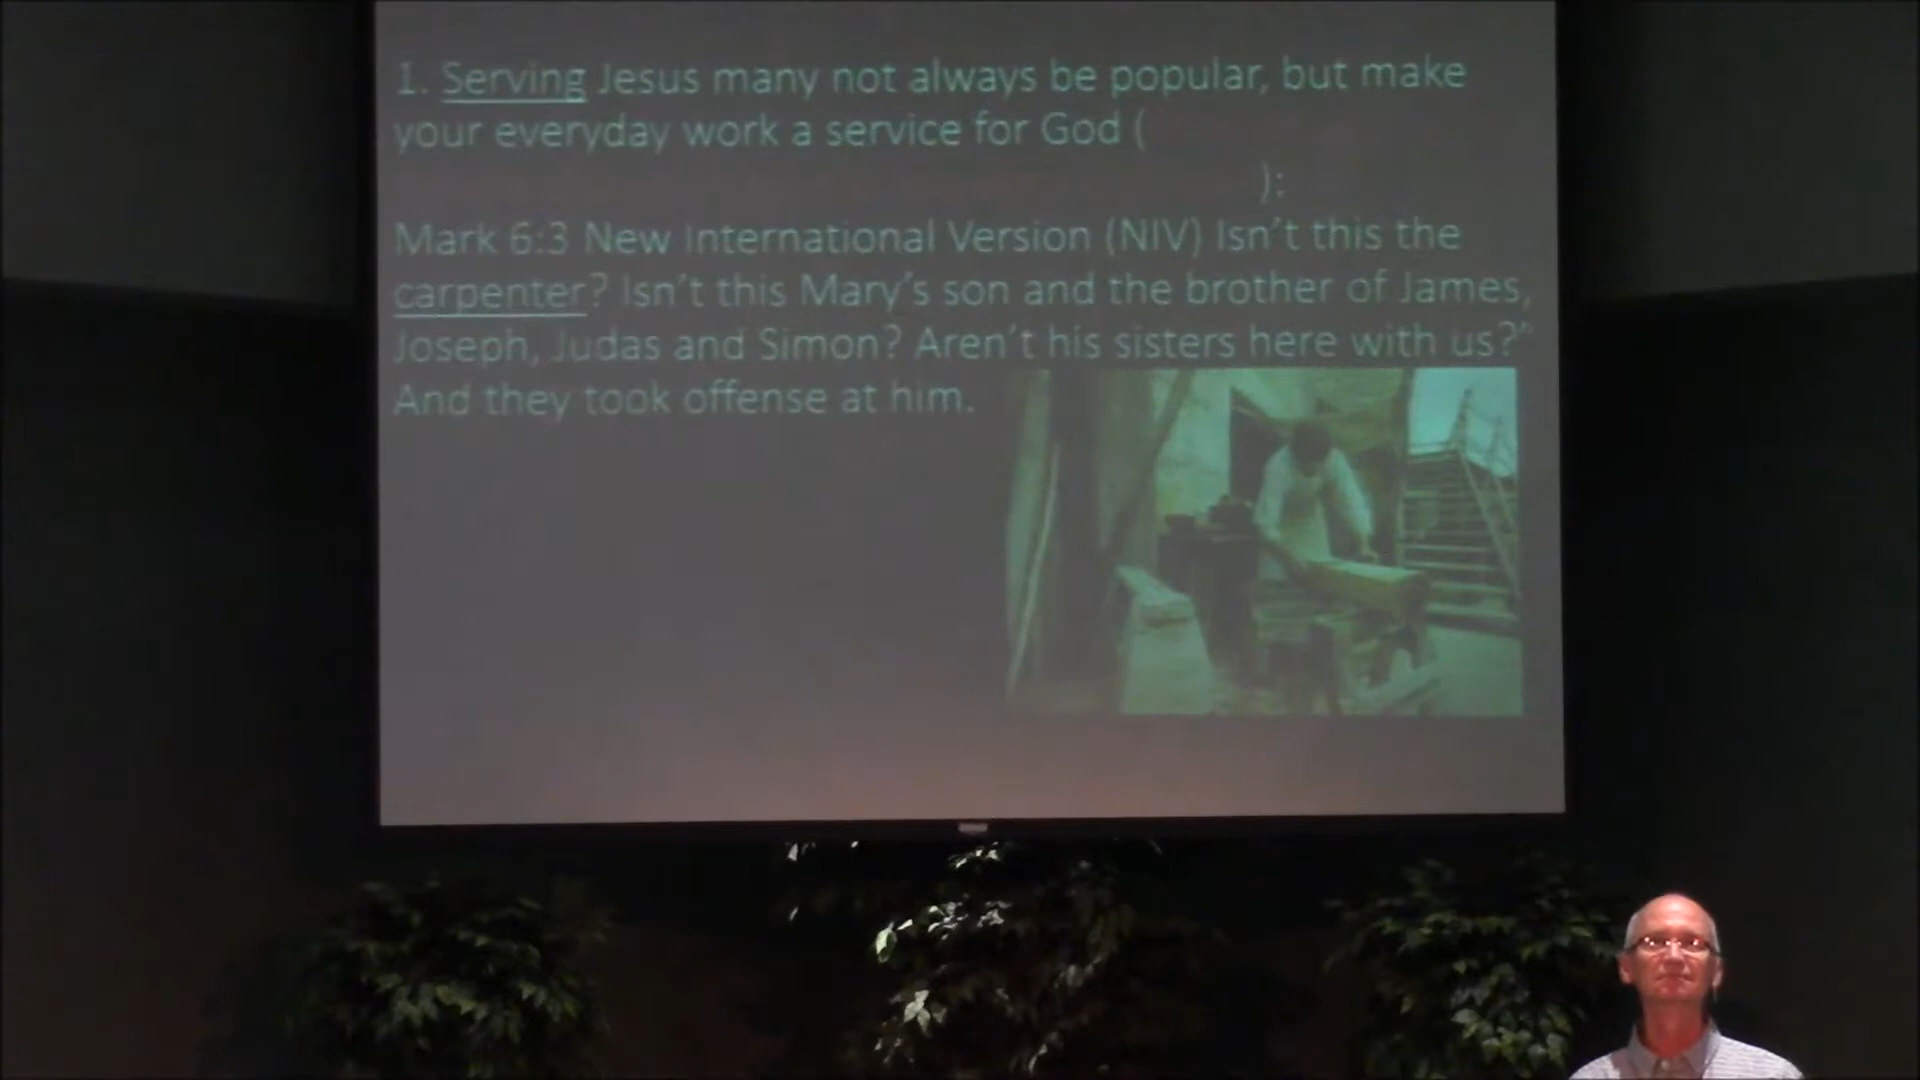 1. Serving Jesus many not always be popular, but make
your everyday work a service for God (
):
Mark 6:3 New International Version (NIV) Isn't this the
carpenter? Isn't this Mary's son and the brother of James,
Joseph, Judas and Simon? Aren't his sisters here with us?"
And they took offense at him.